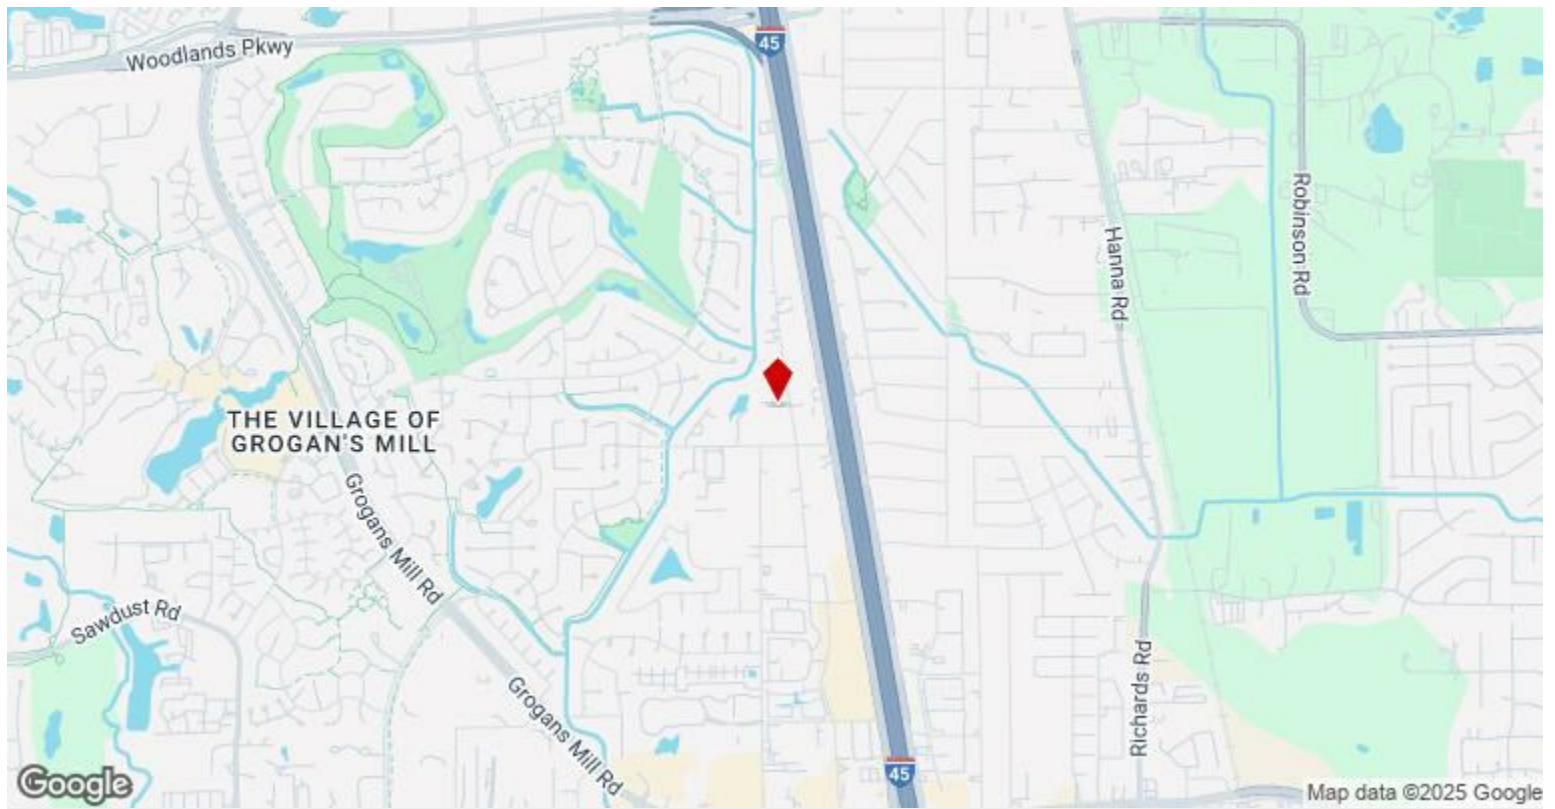 Woodlands Pkwy
45
Hanna Rd
Robinson Rd
THE VILLAGE OF
GROGAN'S MILL
Grogans Mill Rd
Sawdust Rd
Grogans Mill Rd
Richards Rd
45
Google
Map data ©2025 Google